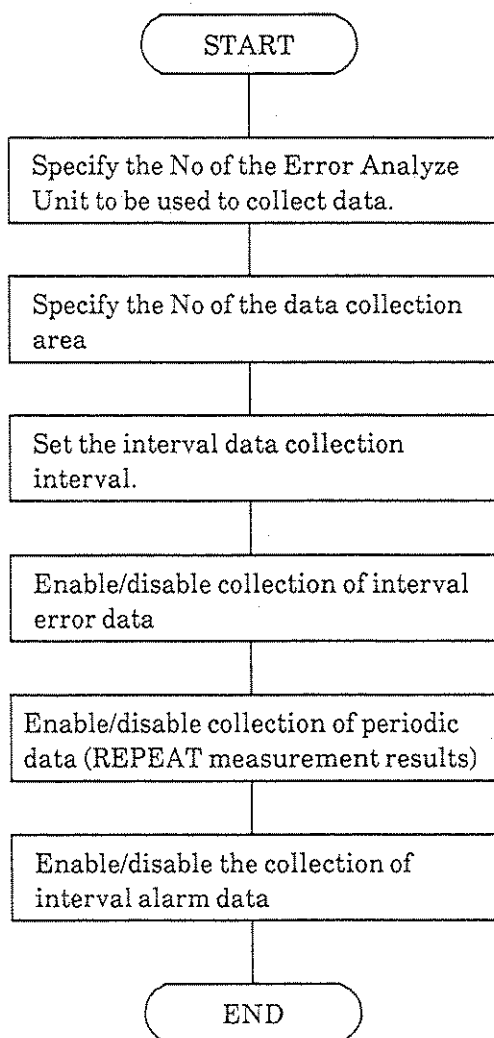 START
Specify the No of the Error Analyze
Unit to be used to collect data.
Specify the No of the data collection
area
Set the interval data collection
interval.
Enable/disable collection of interval
error data
Enable/disable collection of periodic
data (REPEAT measurement results)
Enable/disable the collection of
interval alarm data
END